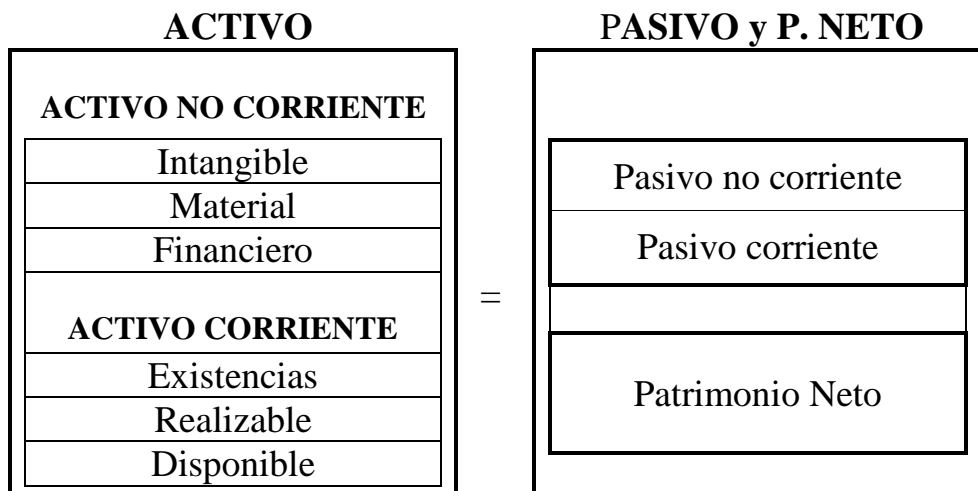 ACTIVO
ACTIVO NO CORRIENTE
Intangible
Material
Financiero
ACTIVO CORRIENTE
Existencias
Realizable
Disponible
=
PASIVO y P. NETO
Pasivo no corriente
Pasivo corriente
Patrimonio Neto